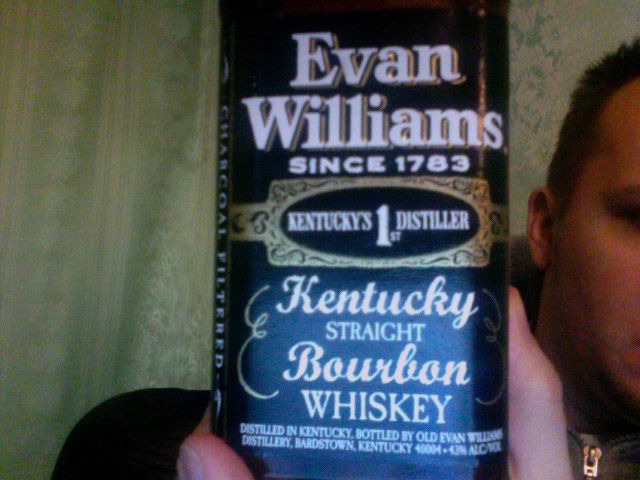 Evan
Williams
SINCE 1783
KENTUCKY'S 1ST DISTILLER
Kentucky
STRAIGHT
Bourbon
WHISKEY
DISTILLED IN KENTUCKY, BOTTLED BY OLD EVAN WILLIAMS
DISTILLERY, BARDSTOWN, KENTUCKY 40004 • 43% ALC/VOL
CHARCOAL FILTERED